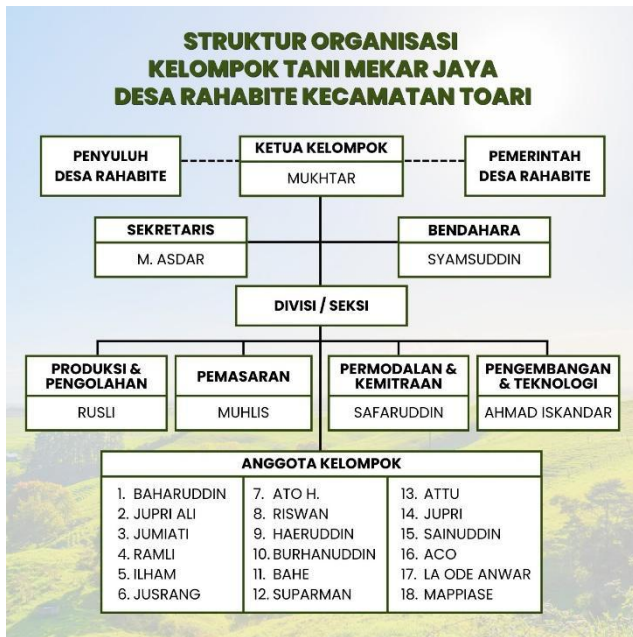 STRUKTUR ORGANISASI
KELOMPOK TANI MEKAR JAYA
DESA RAHABITE KECAMATAN TOARI
PENYULUH
DESA RAHABITE
KETUA KELOMPOK
MUKHTAR
PEMERINTAH
DESA RAHABITE
SEKRETARIS
M. ASDAR
BENDAHARA
SYAMSUDDIN
DIVISI / SEKSI
PRODUKSI &
PENGOLAHAN
RUSLI
PEMASARAN
MUHLIS
PERMODALAN &
KEMITRAAN
SAFARUDDIN
PENGEMBANGAN
& TEKNOLOGI
AHMAD ISKANDAR
ANGGOTA KELOMPOK
1. BAHARUDDIN
2. JUPRI ALI
3. JUMIATI
4. RAMLI
5. ILHAM
6. JUSRANG
7. ATO H.
8. RISWAN
9. HAERUDDIN
10. BURHANUDDIN
11. BAHE
12. SUPARMAN
13. ATTU
14. JUPRI
15. SAINUDDIN
16. ACO
17. LA ODE ANWAR
18. MAPPIASE